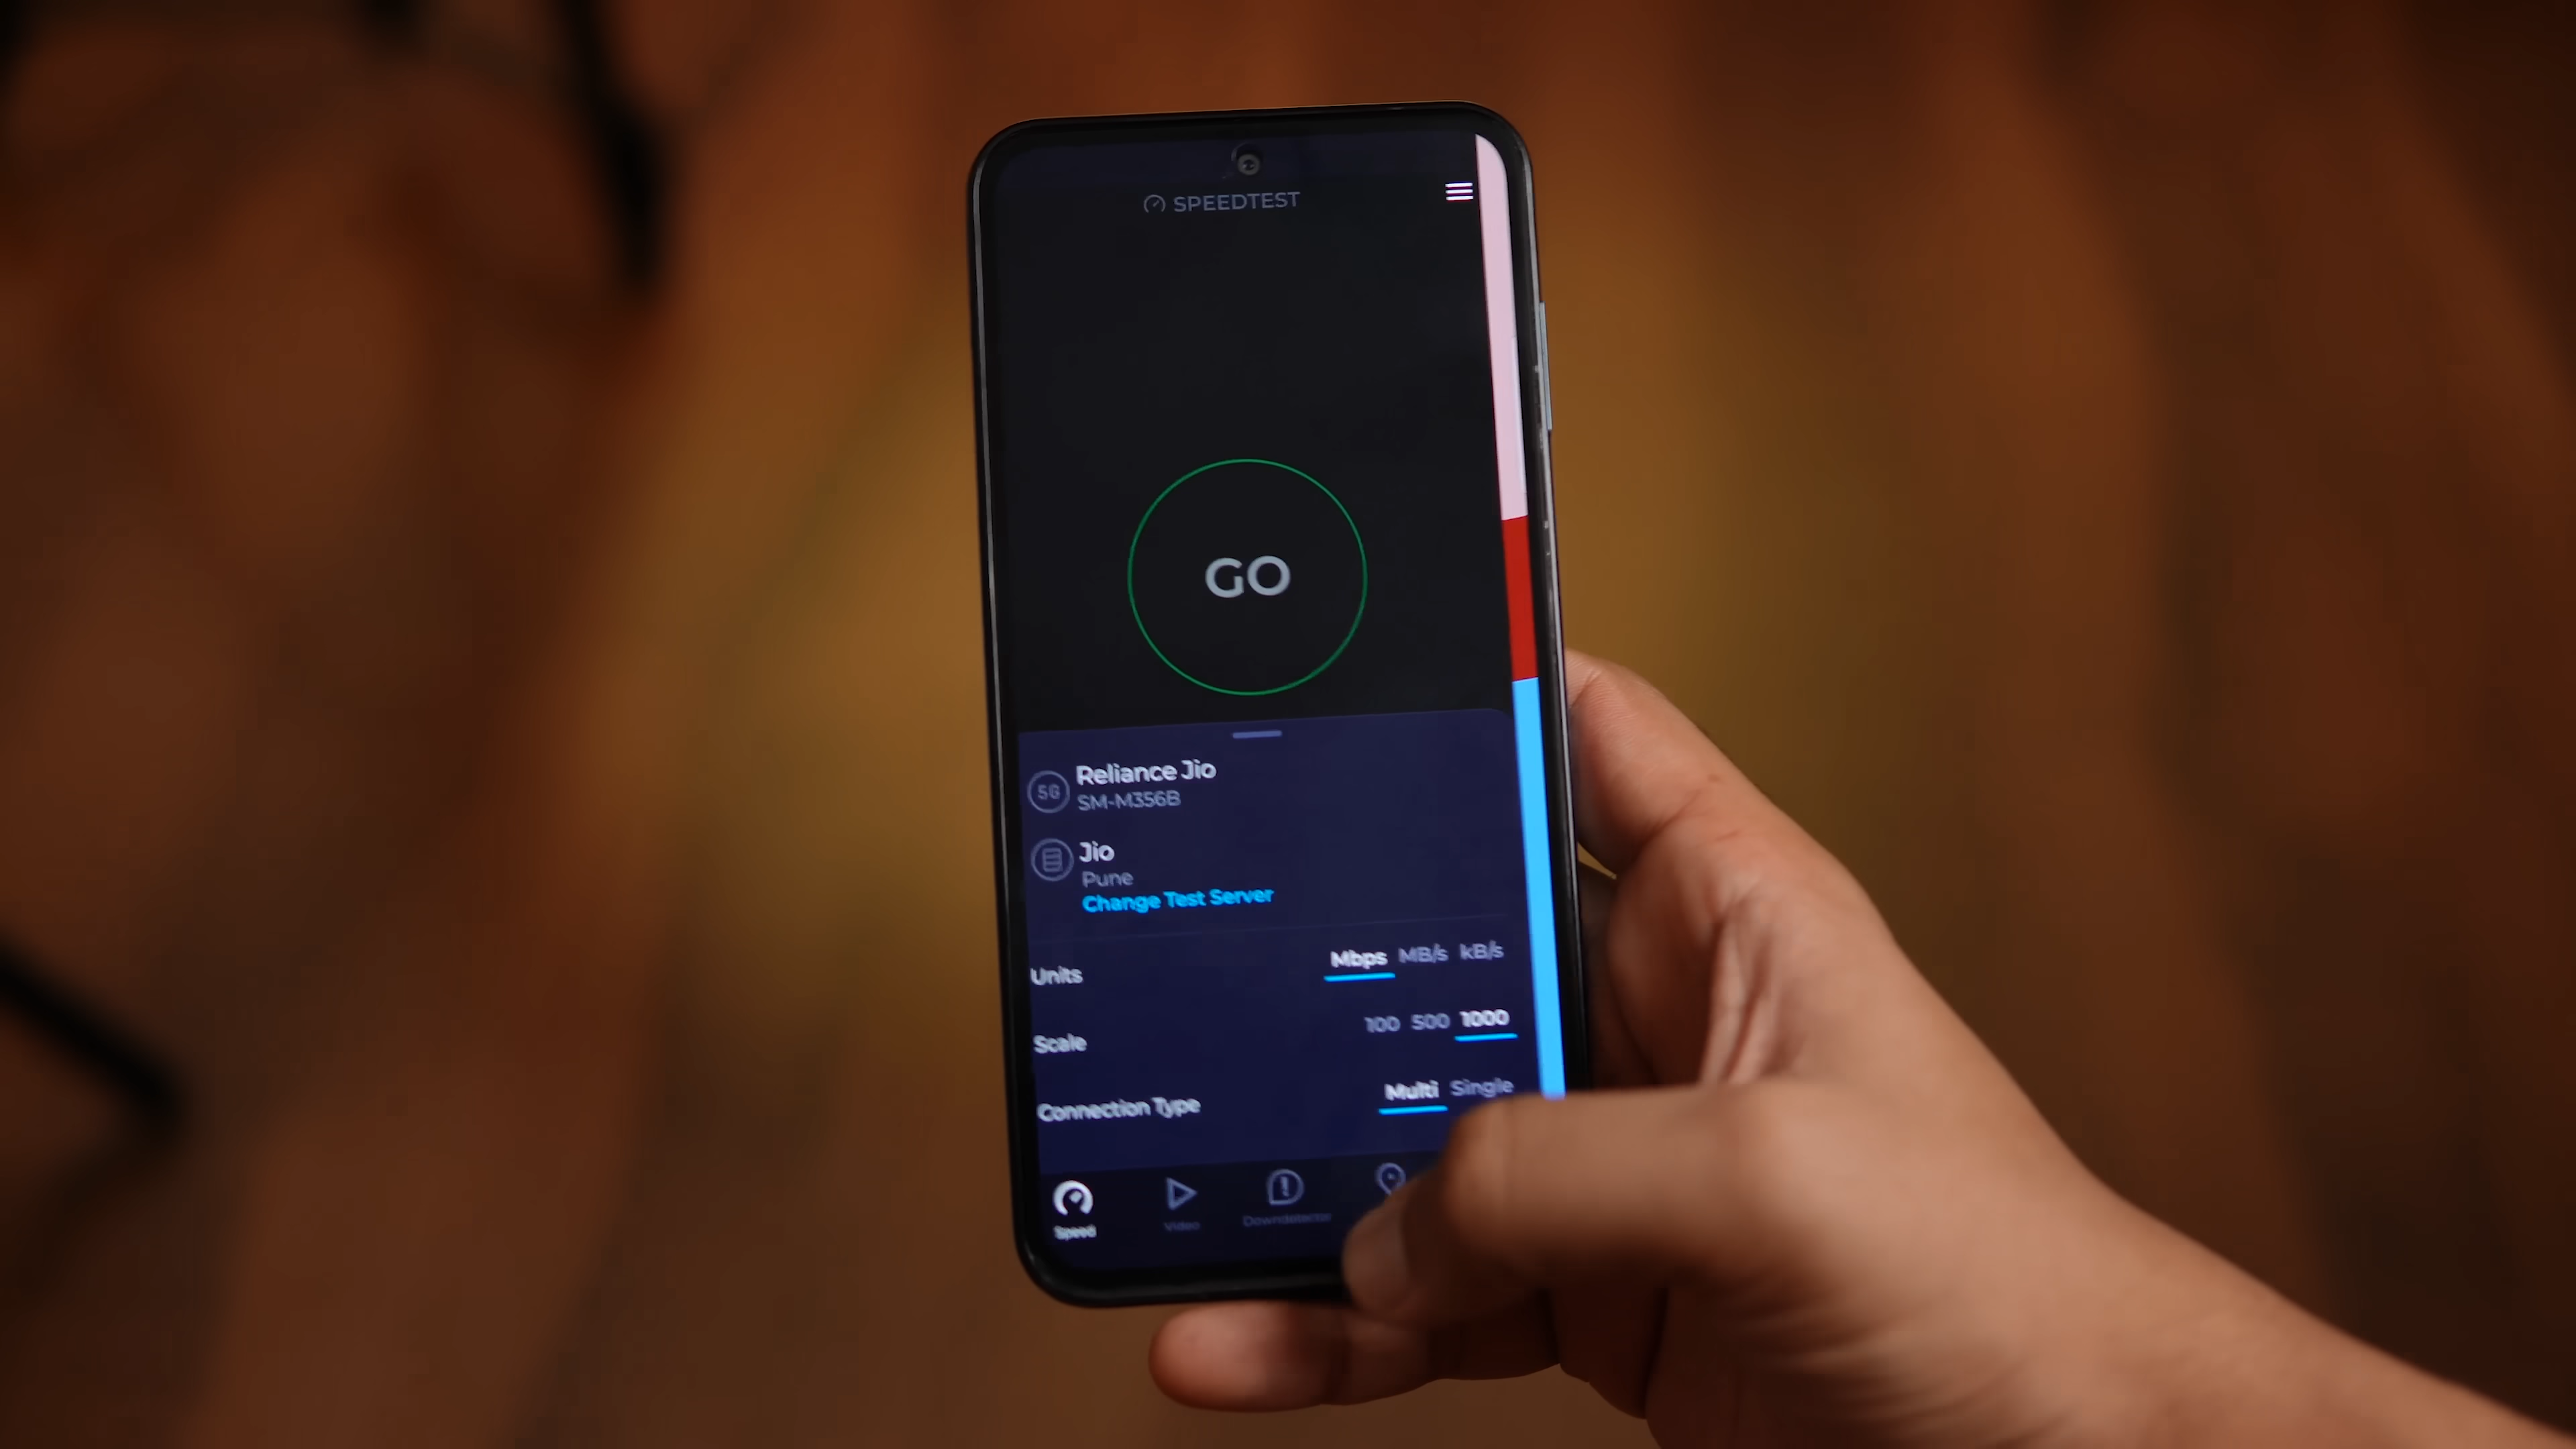 SPEEDTEST
GO
5G
Reliance Jio
SM-M356B
Jio
Pune
Change Test Server
Units Mbps MB/s kB/s
Scale 100 500 1000
Connection Type Multi Single
Speed Video Downdetector